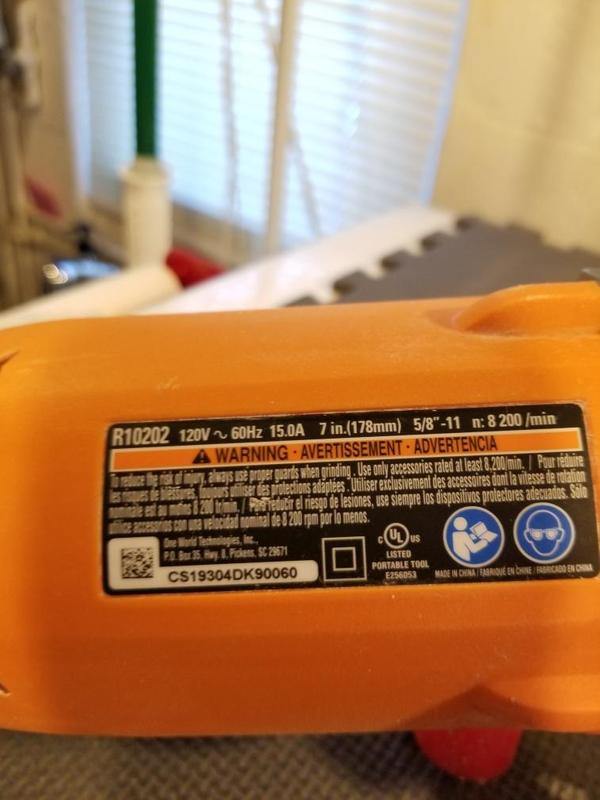 R10202 120V ~ 60Hz 15.0A 7 in.(178mm) 5/8"-11 n: 8 200 /min
WARNING · AVERTISSEMENT · ADVERTENCIA
To reduce the risk of injury, always use proper guards when grinding. Use only accessories rated at least 8,200/min. / Pour réduire
les risques de blessures, toujours utiliser des protections adaptées. Utiliser exclusivement des accessoires dont la vitesse de rotation
nominale est au moins 8 200 tr/min. / Para reducir el riesgo de lesiones, use siempre los dispositivos protectores adecuados. Sólo
utilice accesorios con una velocidad nominal de 8 200 rpm por lo menos.
One World Technologies, Inc.,
P.O. Box 35, Hwy. 8, Pickens, SC 29671
CS19304DK90060
C UL US
LISTED
PORTABLE TOOL
E256053
MADE IN CHINA / FABRIQUÉ EN CHINE / FABRICADO EN CHINA